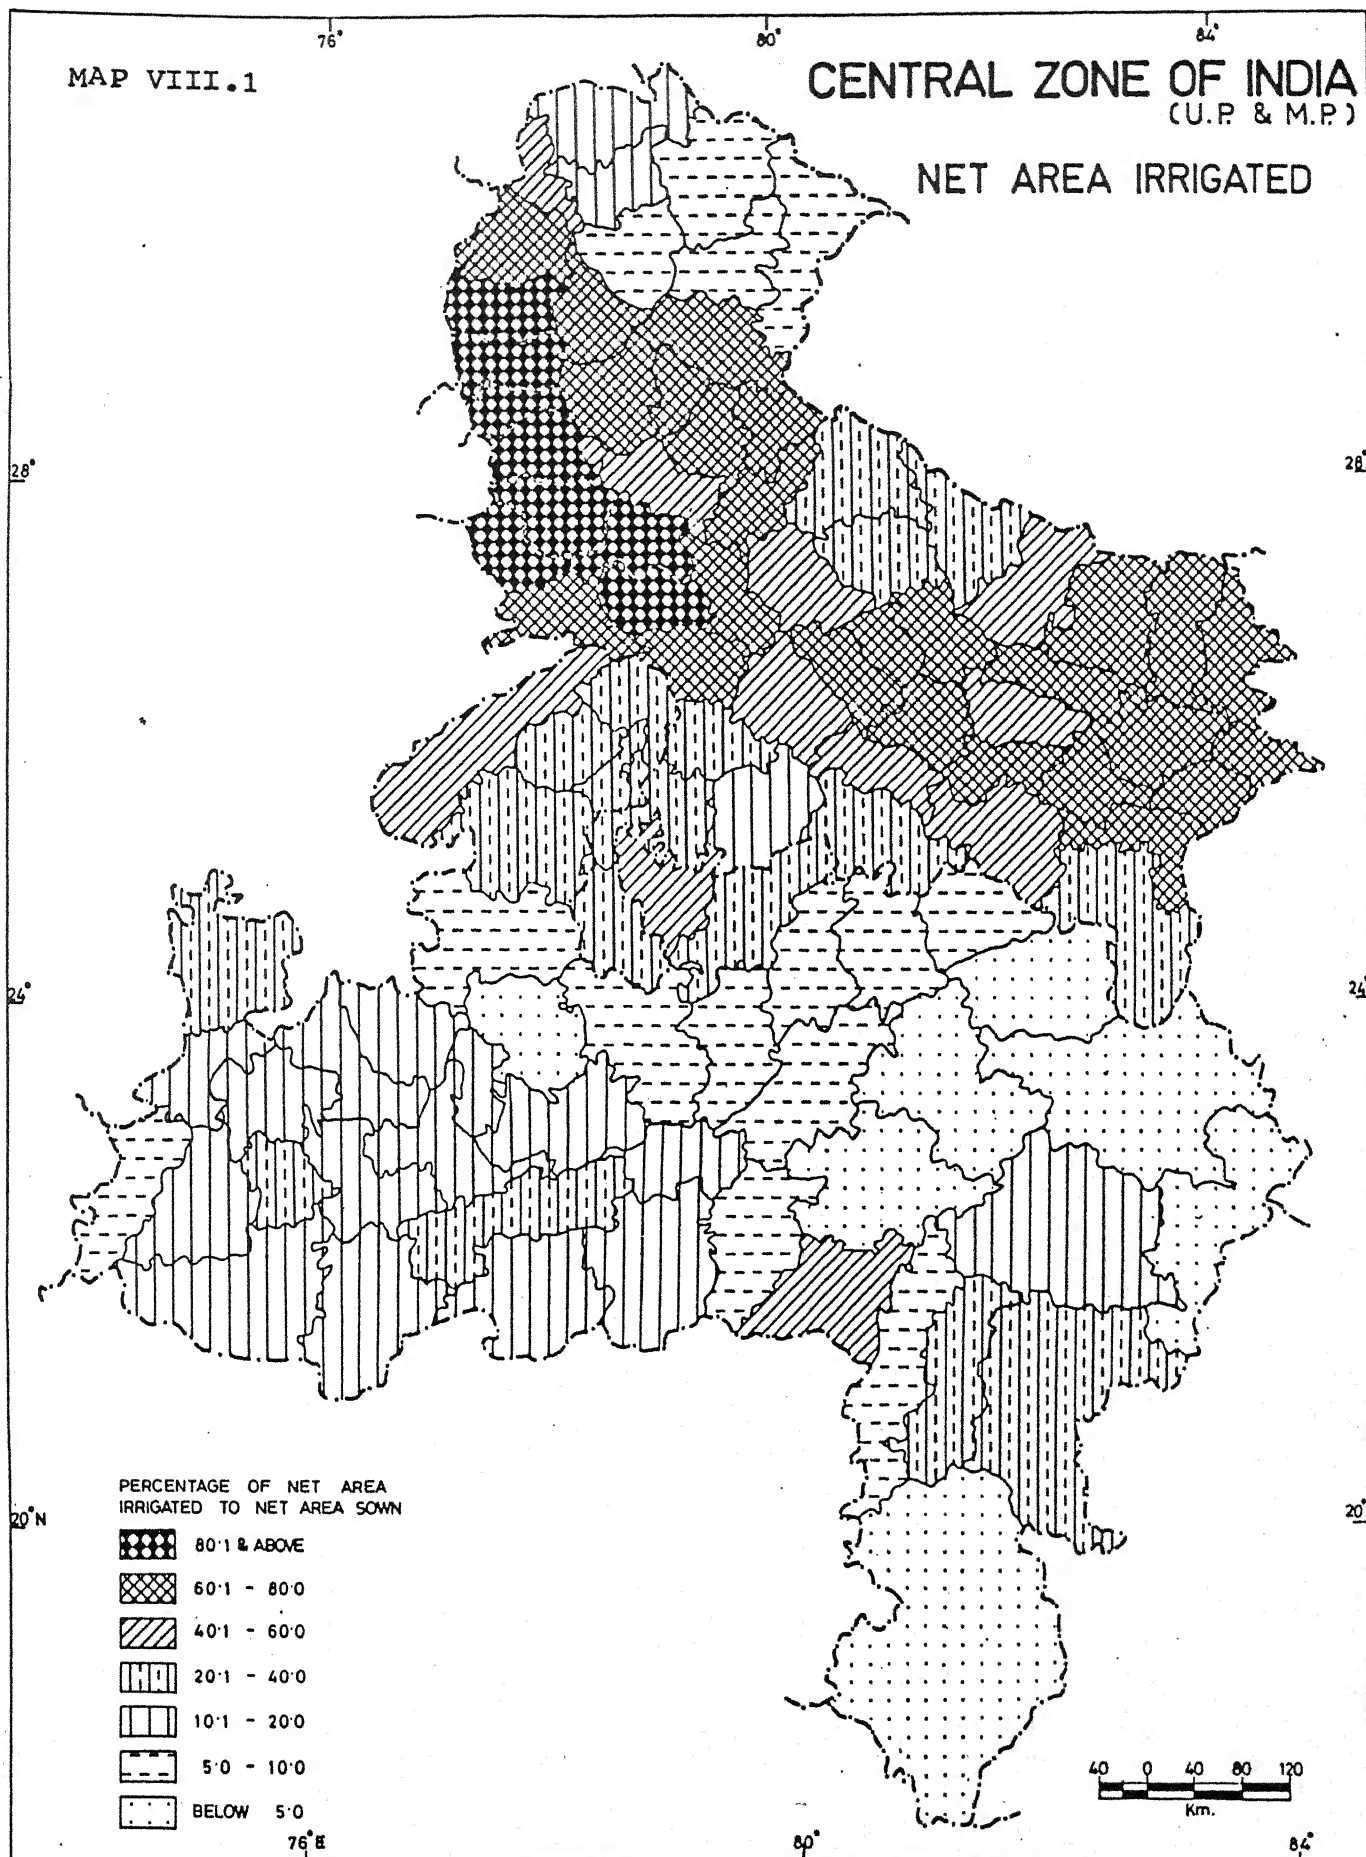 76°
80°
84°
MAP VIII.1
CENTRAL ZONE OF INDIA
(U.P. & M.P.)
NET AREA IRRIGATED
28°
28°
24°
24°
20°N
20°
PERCENTAGE OF NET AREA
IRRIGATED TO NET AREA SOWN
80·1 & ABOVE
60·1 - 80·0
40·1 - 60·0
20·1 - 40·0
10·1 - 20·0
5·0 - 10·0
BELOW 5·0
40 0 40 80 120
Km.
76°E
80°
84°